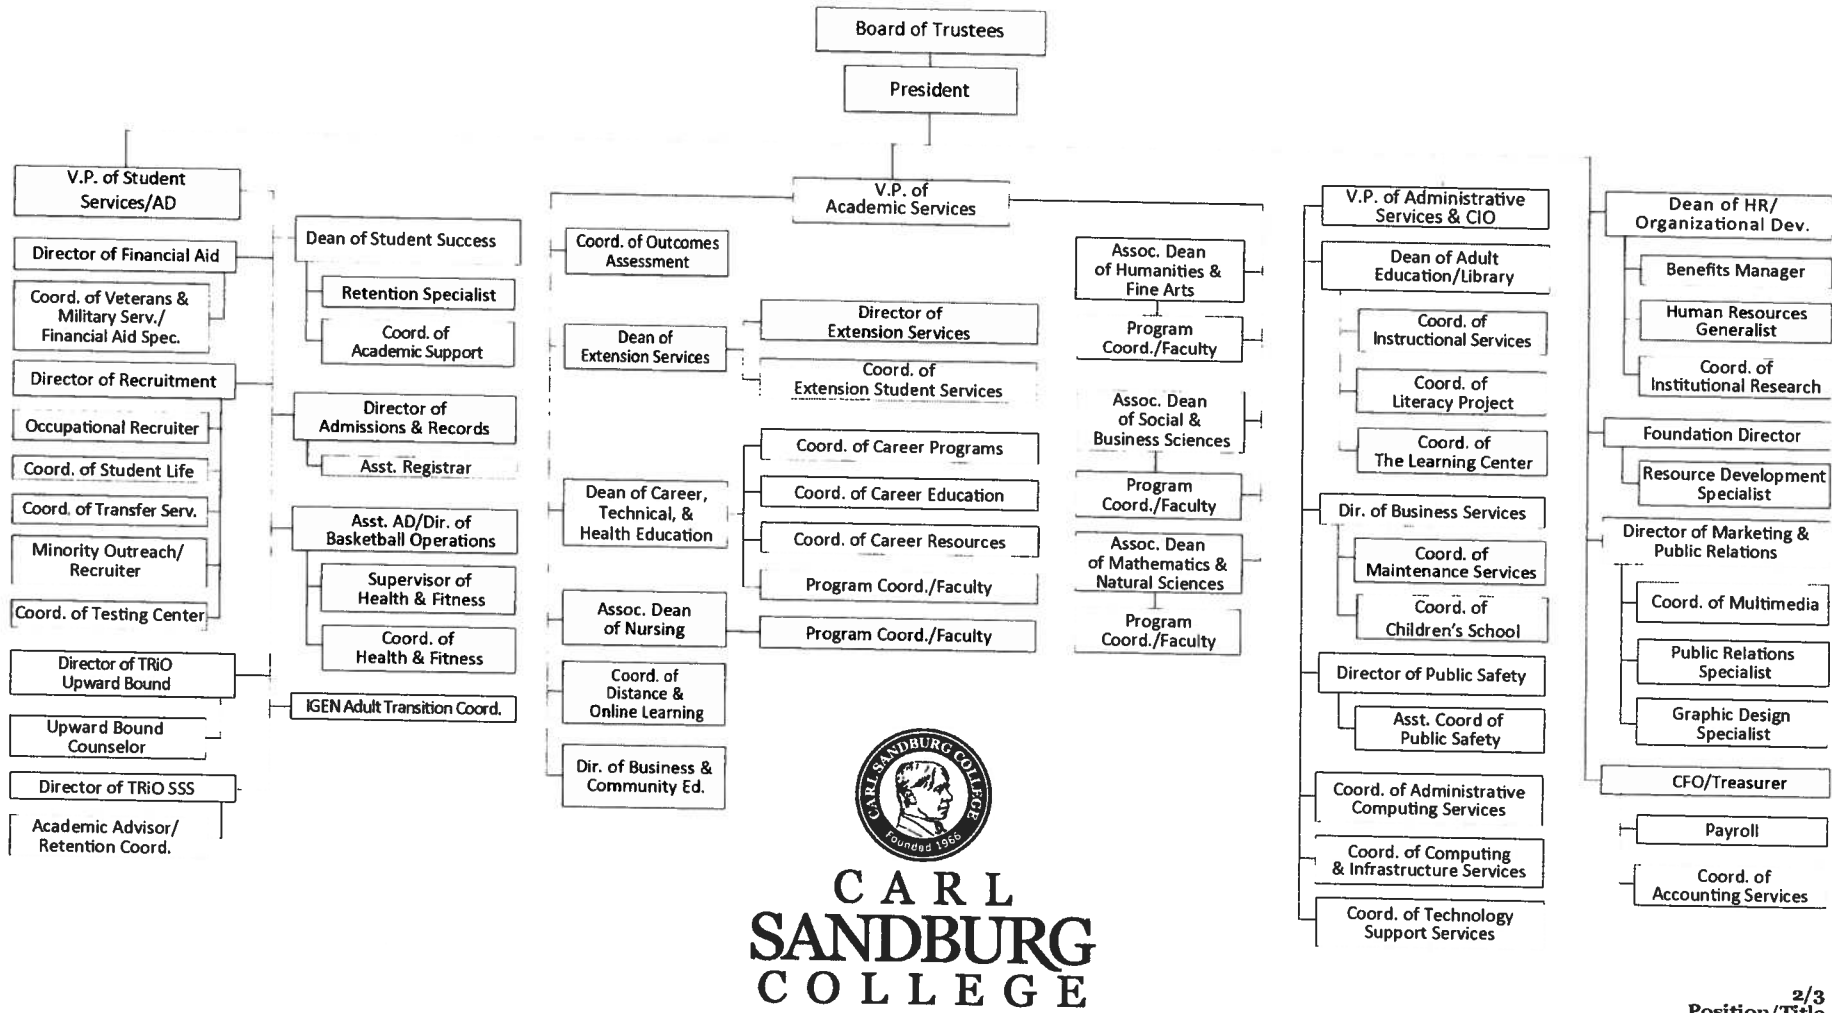 Board of Trustees
President
V.P. of Student
Services/AD
Director of Financial Aid
Coord. of Veterans &
Military Serv./
Financial Aid Spec.
Director of Recruitment
Occupational Recruiter
Coord. of Student Life
Coord. of Transfer Serv.
Minority Outreach/
Recruiter
Coord. of Testing Center
Director of TRiO
Upward Bound
Upward Bound
Counselor
Director of TRiO SSS
Academic Advisor/
Retention Coord.
Dean of Student Success
Retention Specialist
Coord. of
Academic Support
Director of
Admissions & Records
Asst. Registrar
Asst. AD/Dir. of
Basketball Operations
Supervisor of
Health & Fitness
Coord. of
Health & Fitness
IGEN Adult Transition Coord.
V.P. of
Academic Services
Coord. of Outcomes
Assessment
Dean of
Extension Services
Director of
Extension Services
Coord. of
Extension Student Services
Dean of Career,
Technical, &
Health Education
Coord. of Career Programs
Coord. of Career Education
Coord. of Career Resources
Program Coord./Faculty
Assoc. Dean
of Nursing
Program Coord./Faculty
Coord. of
Distance &
Online Learning
Dir. of Business &
Community Ed.
Assoc. Dean
of Humanities &
Fine Arts
Program
Coord./Faculty
Assoc. Dean
of Social &
Business Sciences
Program
Coord./Faculty
Assoc. Dean
of Mathematics &
Natural Sciences
Program
Coord./Faculty
V.P. of Administrative
Services & CIO
Dean of Adult
Education/Library
Coord. of
Instructional Services
Coord. of
Literacy Project
Coord. of
The Learning Center
Dir. of Business Services
Coord. of
Maintenance Services
Coord. of
Children's School
Director of Public Safety
Asst. Coord of
Public Safety
Coord. of Administrative
Computing Services
Coord. of Computing
& Infrastructure Services
Coord. of Technology
Support Services
Dean of HR/
Organizational Dev.
Benefits Manager
Human Resources
Generalist
Coord. of
Institutional Research
Foundation Director
Resource Development
Specialist
Director of Marketing &
Public Relations
Coord. of Multimedia
Public Relations
Specialist
Graphic Design
Specialist
CFO/Treasurer
Payroll
Coord. of
Accounting Services
CARL SANDBURG COLLEGE
Founded 1966
CARL
SANDBURG
COLLEGE
2/3
Position/Title